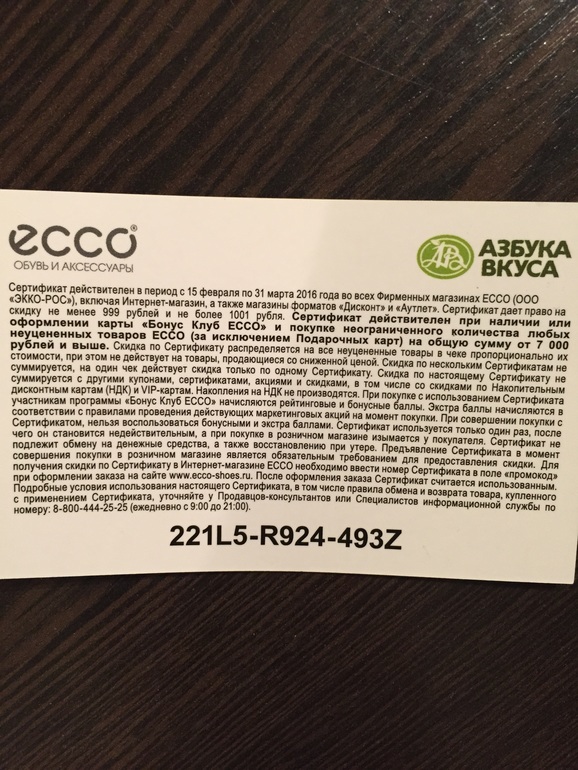 ecco®
ОБУВЬ И АКСЕССУАРЫ
АВ
АЗБУКА
ВКУСА
Сертификат действителен в период с 15 февраля по 31 марта 2016 года во всех Фирменных магазинах ECCO (ООО
«ЭККО-РОС»), включая Интернет-магазин, а также магазины форматов «Дисконт» и «Аутлет». Сертификат дает право на
скидку не менее 999 рублей и не более 1001 рубля. Сертификат действителен при наличии или
оформлении карты «Бонус Клуб ECCO» и покупке неограниченного количества любых
неуцененных товаров ECCO (за исключением Подарочных карт) на общую сумму от 7 000
рублей и выше. Скидка по Сертификату распределяется на все неуцененные товары в чеке пропорционально их
стоимости, при этом не действует на товары, продающиеся со сниженной ценой. Скидка по нескольким Сертификатам не
суммируется, на один чек действует скидка только по одному Сертификату. Скидка по настоящему Сертификату не
суммируется с другими купонами, сертификатами, акциями и скидками, в том числе со скидками по Накопительным
дисконтным картам (НДК) и VIP-картам. Накопления на НДК не производятся. При покупке с использованием Сертификата
участникам программы «Бонус Клуб ECCO» начисляются рейтинговые и бонусные баллы. Экстра баллы начисляются в
соответствии с правилами проведения действующих маркетинговых акций на момент покупки. При совершении покупки с
Сертификатом, нельзя воспользоваться бонусными и экстра баллами. Сертификат используется только один раз, после
чего он становится недействительным, а при покупке в розничном магазине изымается у покупателя. Сертификат не
подлежит обмену на денежные средства, а также восстановлению при утере. Предъявление Сертификата в момент
совершения покупки в розничном магазине является обязательным требованием для предоставления скидки. Для
получения скидки по Сертификату в Интернет-магазине ECCO необходимо ввести номер Сертификата в поле «промокод»
при оформлении заказа на сайте www.ecco-shoes.ru. После оформления заказа Сертификат считается использованным.
Подробные условия использования настоящего Сертификата, в том числе правила обмена и возврата товара, купленного
с применением Сертификата, уточняйте у Продавцов-консультантов или Специалистов информационной службы по
номеру: 8-800-444-25-25 (ежедневно с 9:00 до 21:00).
221L5-R924-493Z